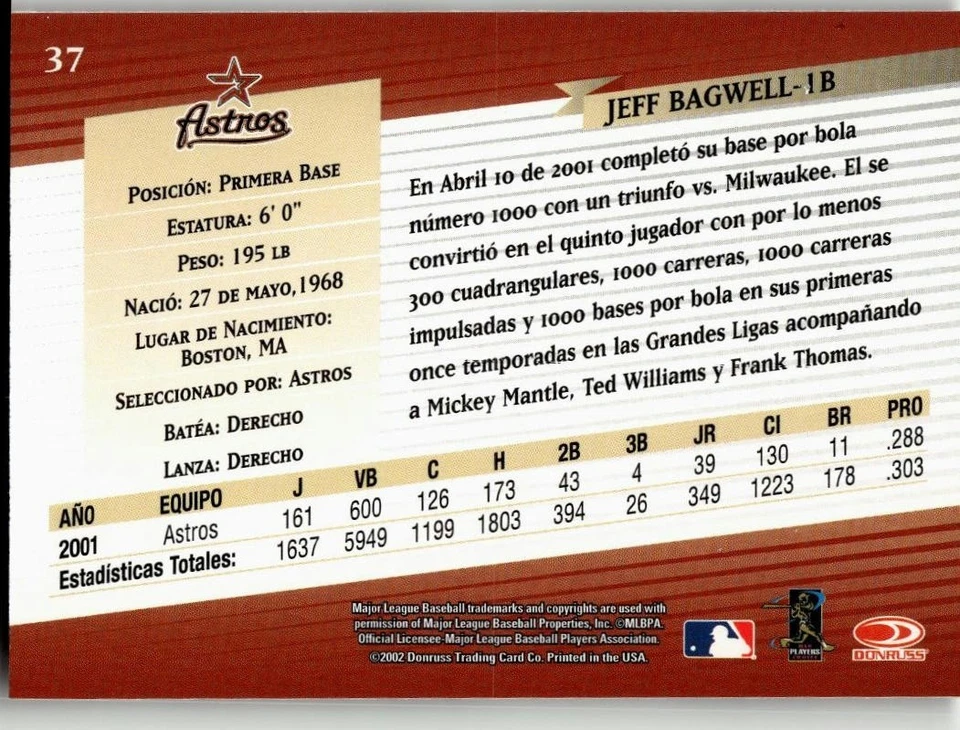 37
Astros
POSICIÓN: PRIMERA BASE
ESTATURA: 6' 0"
PESO: 195 LB
NACIÓ: 27 DE MAYO, 1968
LUGAR DE NACIMIENTO:
BOSTON, MA
SELECCIONADO POR: ASTROS
BATÉA: DERECHO
LANZA: DERECHO
JEFF BAGWELL-1B
En Abril 10 de 2001 completó su base por bola
número 1000 con un triunfo vs. Milwaukee. El se
convirtió en el quinto jugador con por lo menos
300 cuadrangulares, 1000 carreras, 1000 carreras
impulsadas y 1000 bases por bola en sus primeras
once temporadas en las Grandes Ligas acompañando
a Mickey Mantle, Ted Williams y Frank Thomas.
AÑO EQUIPO J VB C H 2B 3B JR CI BR PRO
2001 Astros 161 600 126 173 43 4 39 130 11 .288
Estadísticas Totales: 1637 5949 1199 1803 394 26 349 1223 178 .303
Major League Baseball trademarks and copyrights are used with
permission of Major League Baseball Properties, Inc. ©MLBPA.
Official Licensee-Major League Baseball Players Association.
©2002 Donruss Trading Card Co. Printed in the USA.
PLAYERS
DONRUSS